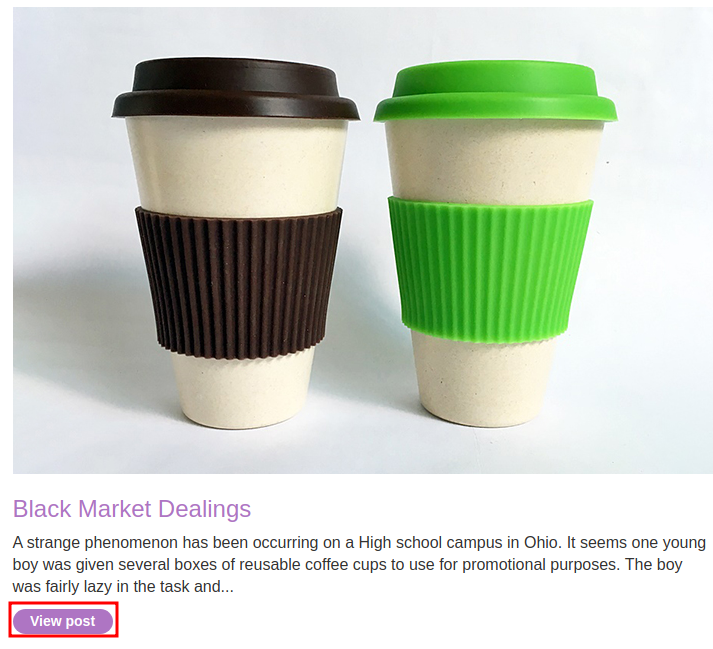 Black Market Dealings
A strange phenomenon has been occurring on a High school campus in Ohio. It seems one young
boy was given several boxes of reusable coffee cups to use for promotional purposes. The boy
was fairly lazy in the task and...
View post